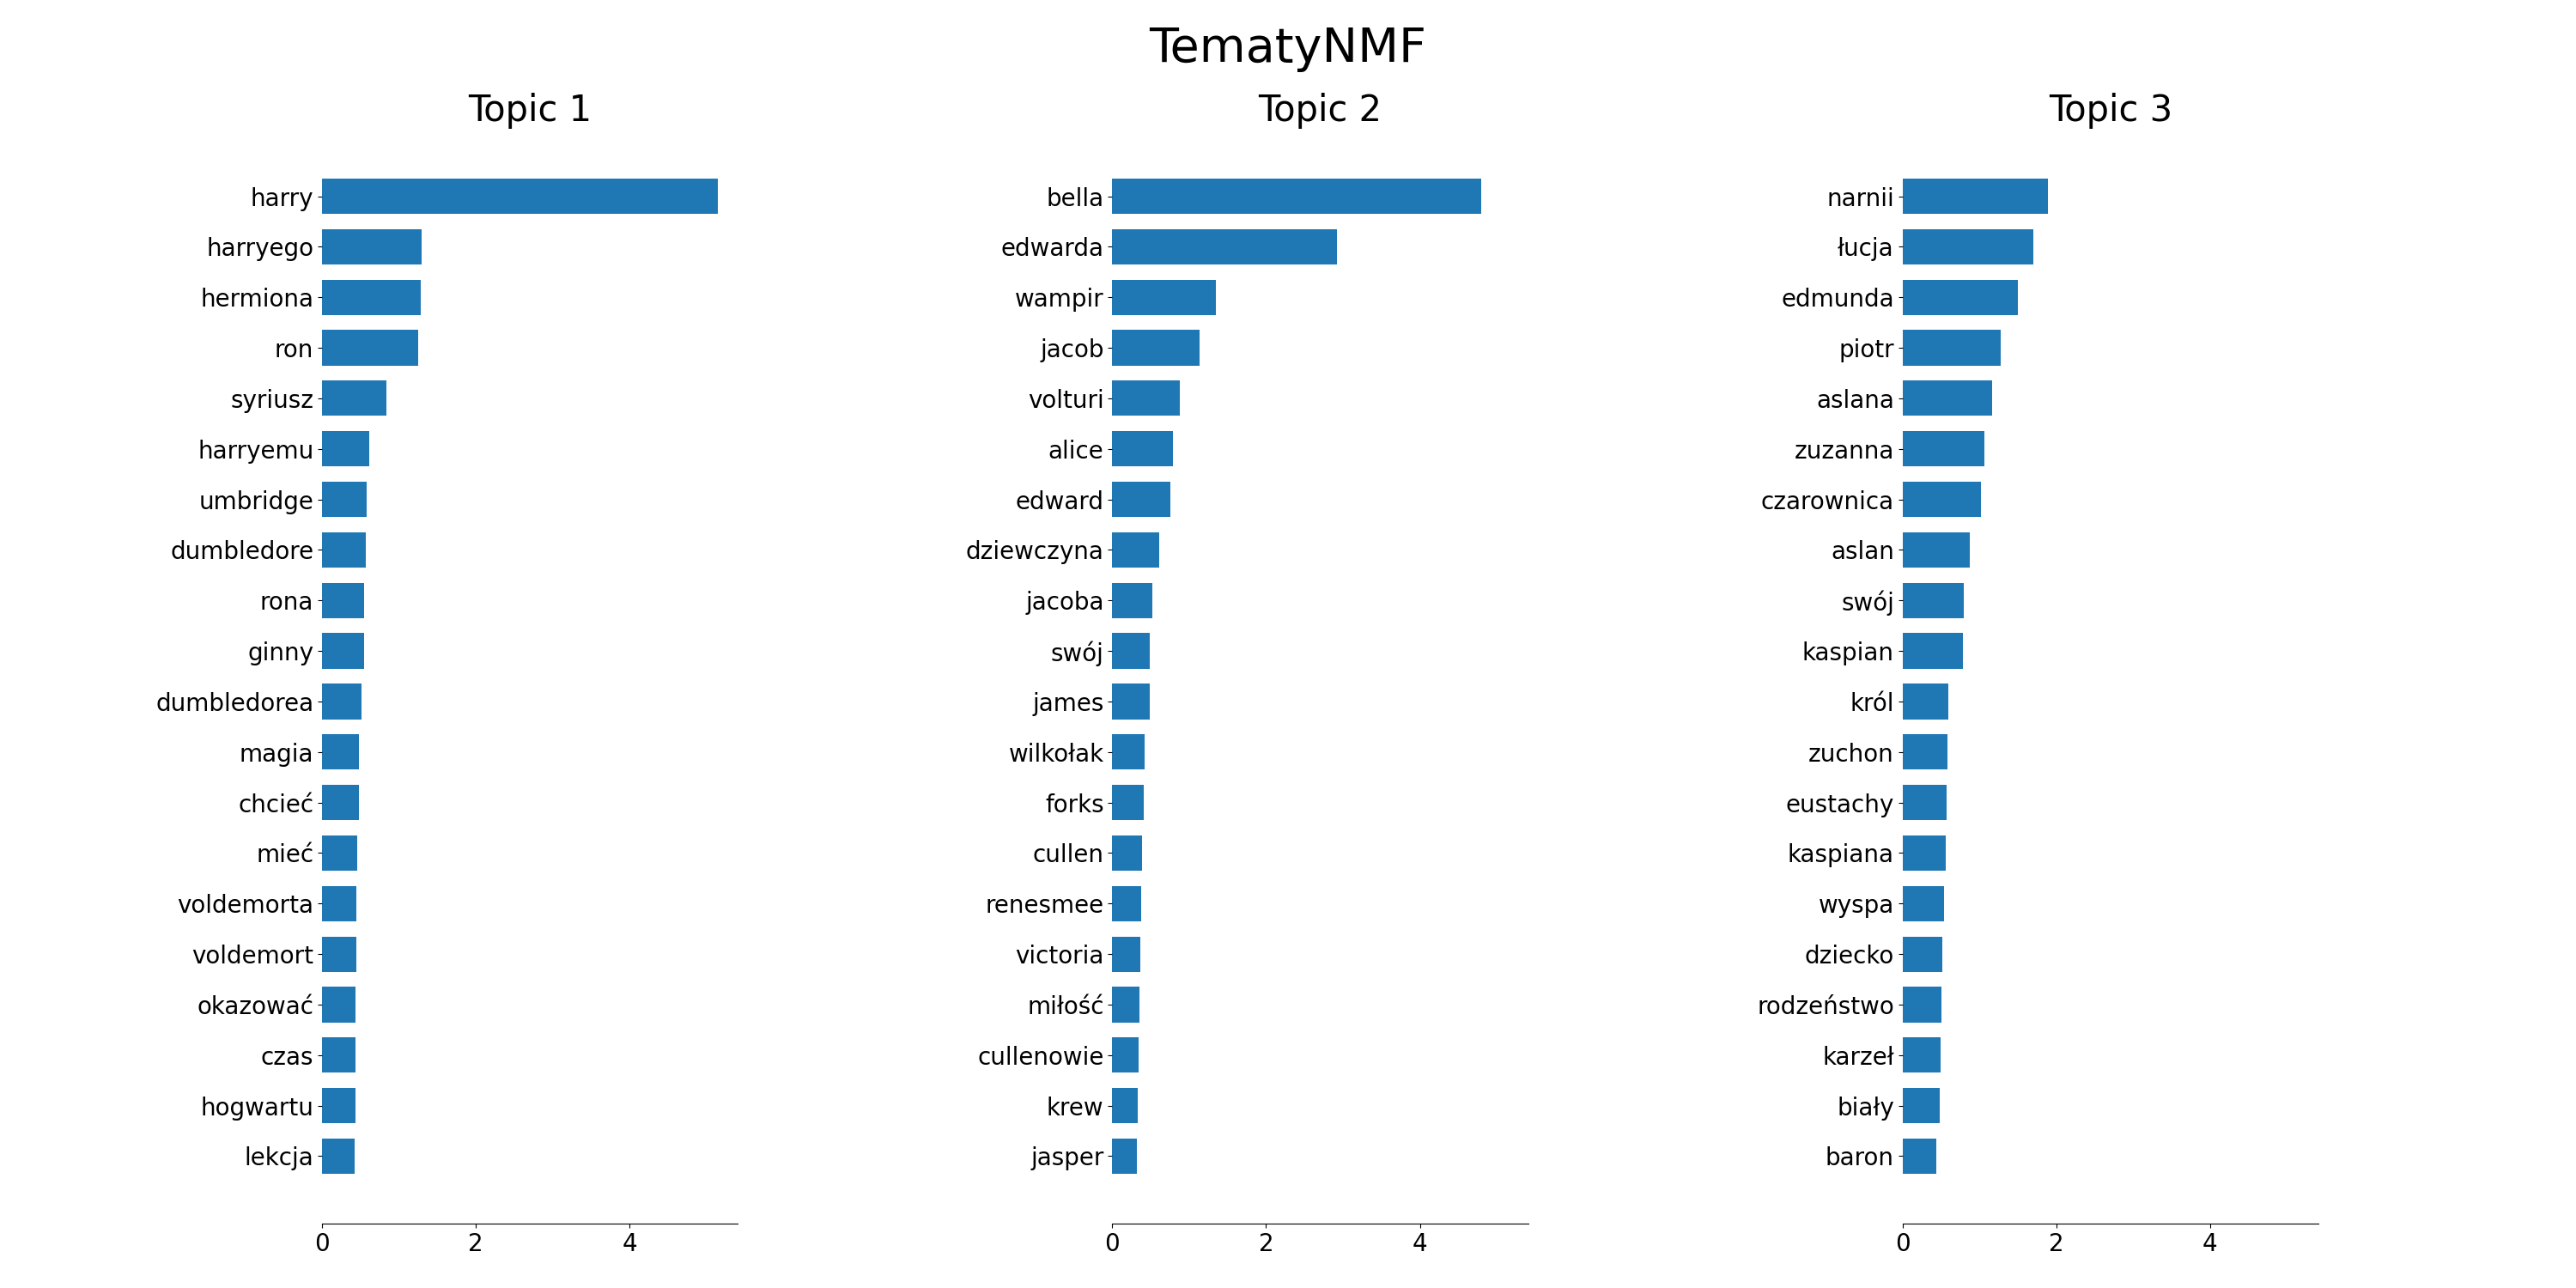 TematyNMF
Topic 1
harry
harryego
hermiona
ron
syriusz
harryemu
umbridge
dumbledore
rona
ginny
dumbledorea
magia
chcieć
mieć
voldemorta
voldemort
okazować
czas
hogwartu
lekcja
0 2 4
Topic 2
bella
edwarda
wampir
jacob
volturi
alice
edward
dziewczyna
jacoba
swój
james
wilkołak
forks
cullen
renesmee
victoria
miłość
cullenowie
krew
jasper
0 2 4
Topic 3
narnii
łucja
edmunda
piotr
aslana
zuzanna
czarownica
aslan
swój
kaspian
król
zuchon
eustachy
kaspiana
wyspa
dziecko
rodzeństwo
karzeł
biały
baron
0 2 4